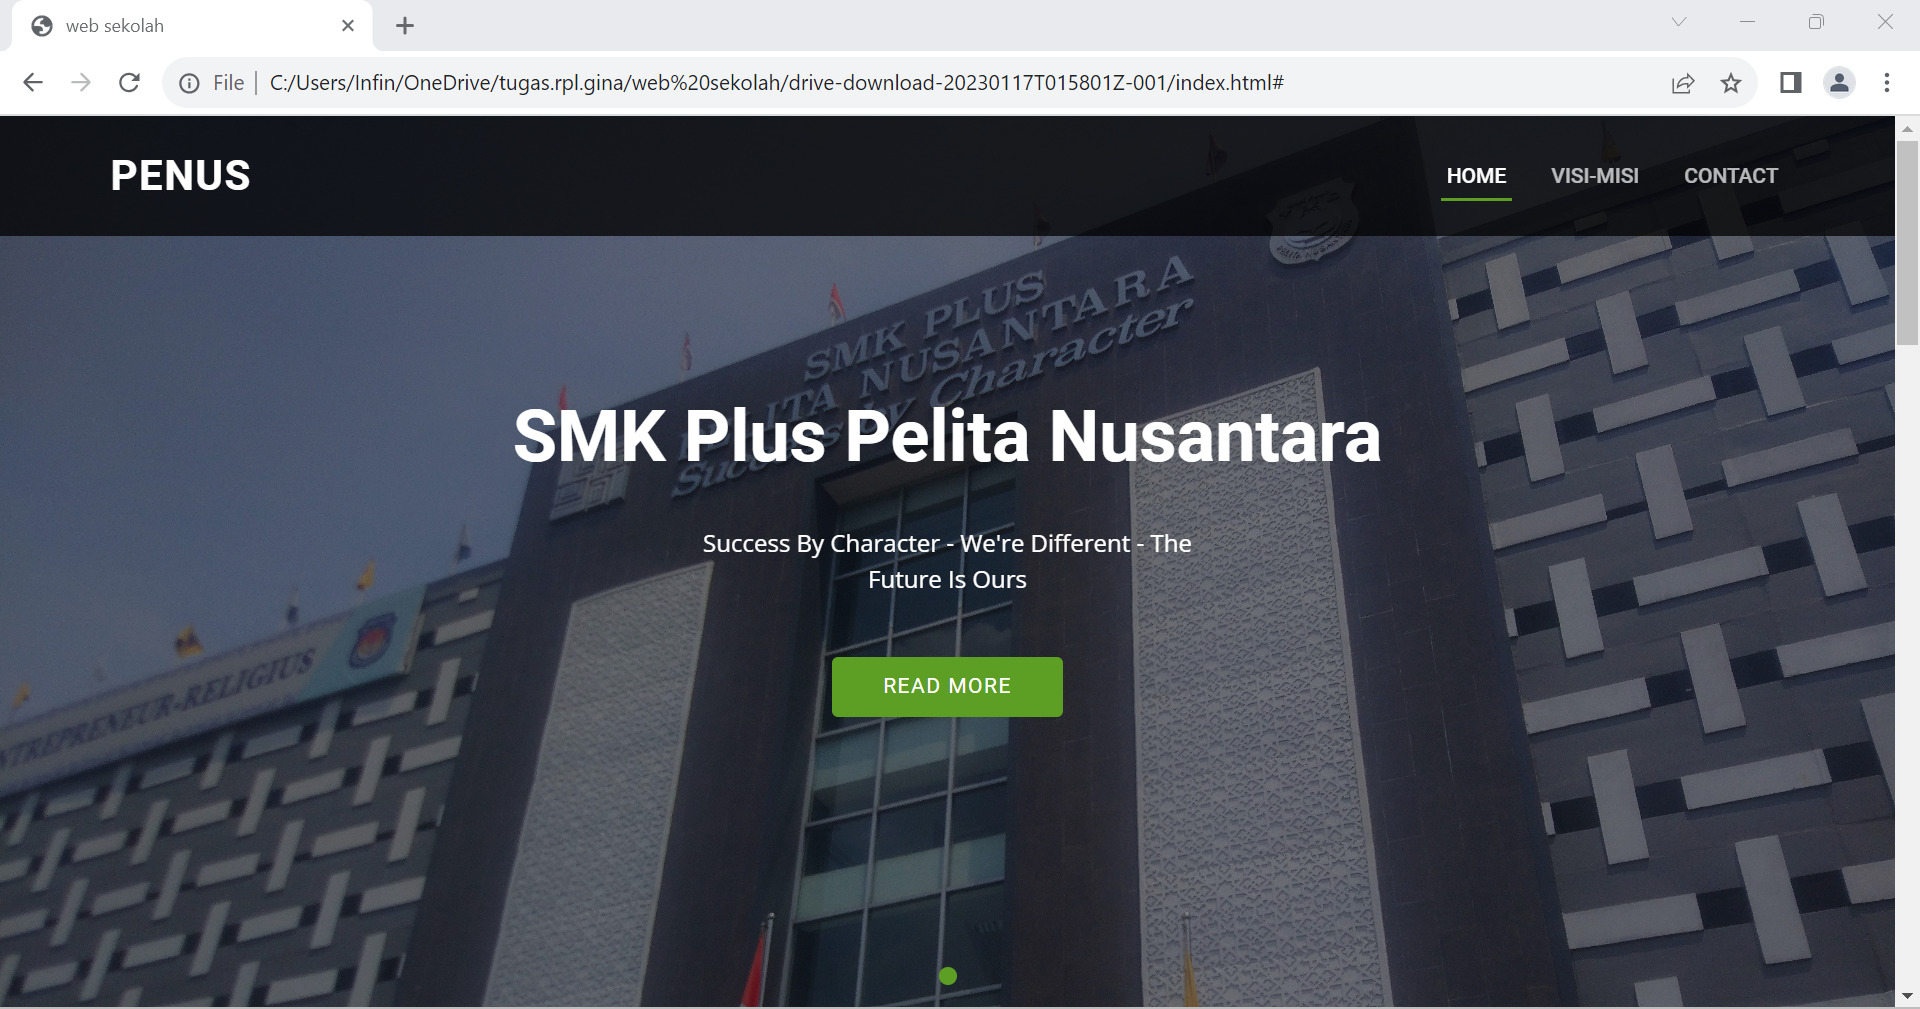 web sekolah
File
C:/Users/Infin/OneDrive/tugas.rpl.gina/web%20sekolah/drive-download-20230117T015801Z-001/index.html#
PENUS
HOME
VISI-MISI
CONTACT
SMK PLUS
PELITA NUSANTARA
Success by Character
SMK Plus Pelita Nusantara
Success By Character - We're Different - The
Future Is Ours
READ MORE
ENTREPRENEUR-RELIGIUS